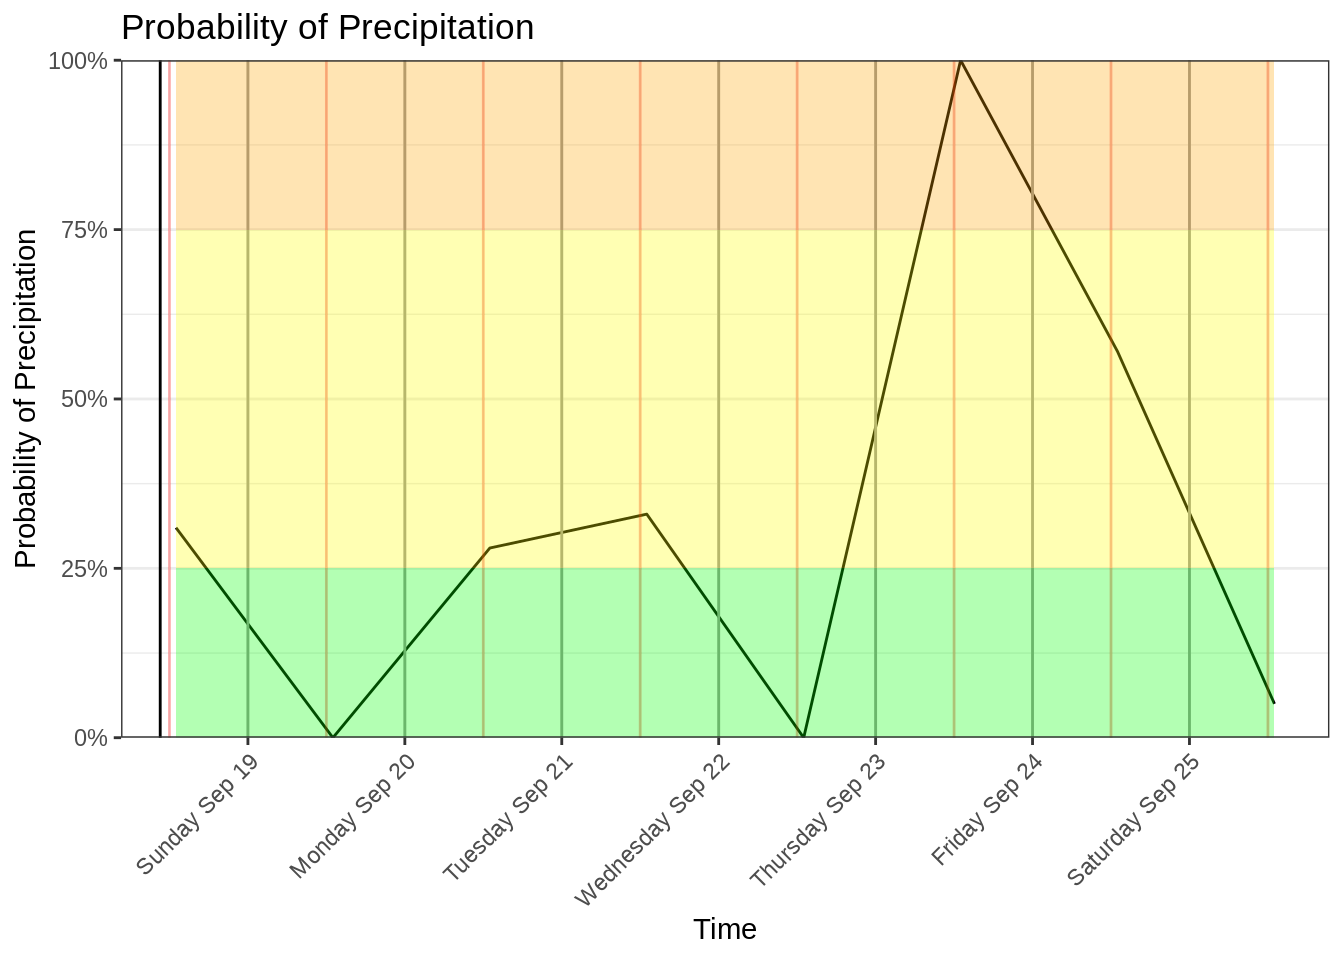 Probability of Precipitation
Probability of Precipitation
100%
75%
50%
25%
0%
Sunday Sep 19
Monday Sep 20
Tuesday Sep 21
Wednesday Sep 22
Thursday Sep 23
Friday Sep 24
Saturday Sep 25
Time